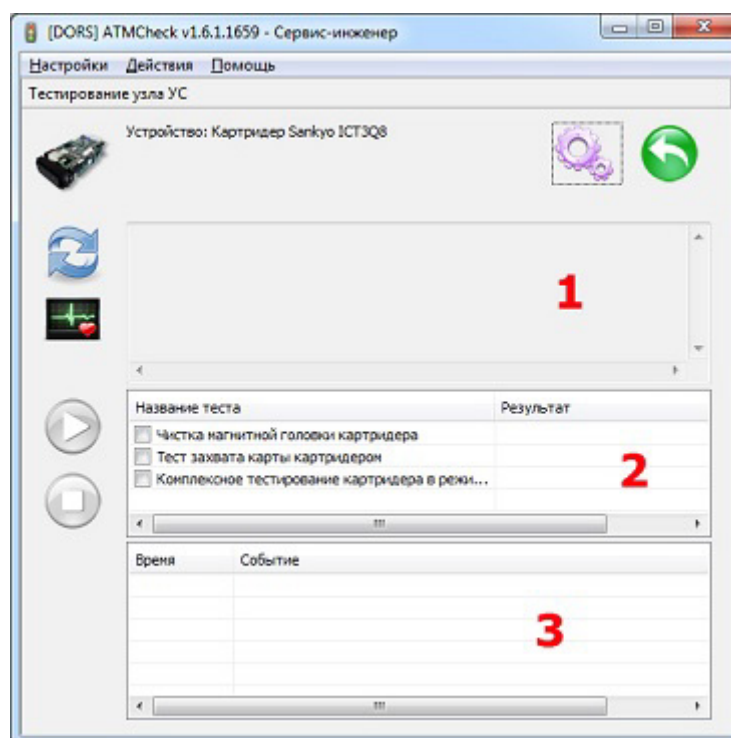 [DORS] ATMCheck v1.6.1.1659 - Сервис-инженер
Настройки Действия Помощь
Тестирование узла УС
Устройство: Картридер Sankyo ICT3Q8
1
Название теста Результат
Чистка магнитной головки картридера
Тест захвата карты картридером
Комплексное тестирование картридера в режи...
2
Время Событие
3